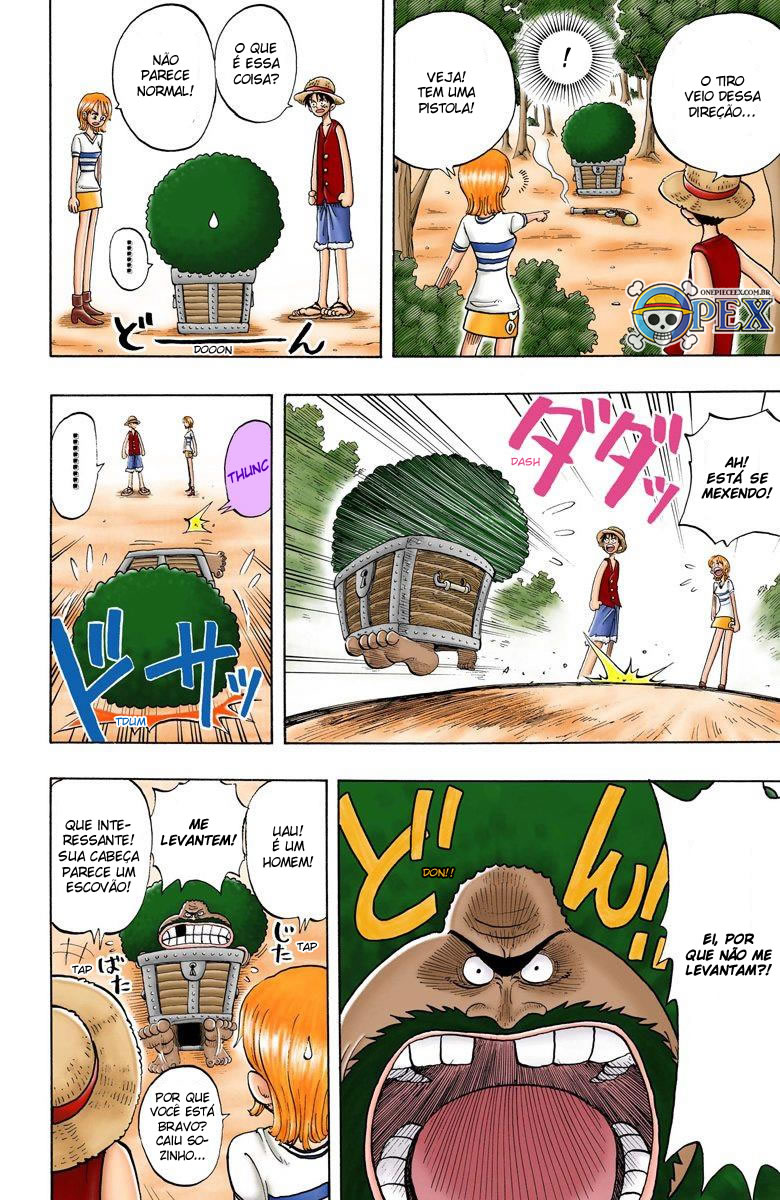 O TIRO
VEIO DESSA
DIREÇÃO...
!
VEJA!
TEM UMA
PISTOLA!
ONEPIECEEX.COM.BR
OPEX
O QUE
É ESSA
COISA?
NÃO
PARECE
NORMAL!
......
ど ん
DOOON
AH!
ESTÁ SE
MEXENDO!
ダダッ
DASH
THUNC
.........
ドサッ
TDUM
EI, POR
QUE NÃO ME
LEVANTAM?!
どん!!
DON!!
UAU!
É UM
HOMEM!
ME
LEVANTEM!
QUE INTE-
RESSANTE!
SUA CABEÇA
PARECE UM
ESCOVÃO!
じた
TAP
ばた
TAP
POR QUE
VOCÊ ESTÁ
BRAVO?
CAIU SO-
ZINHO...